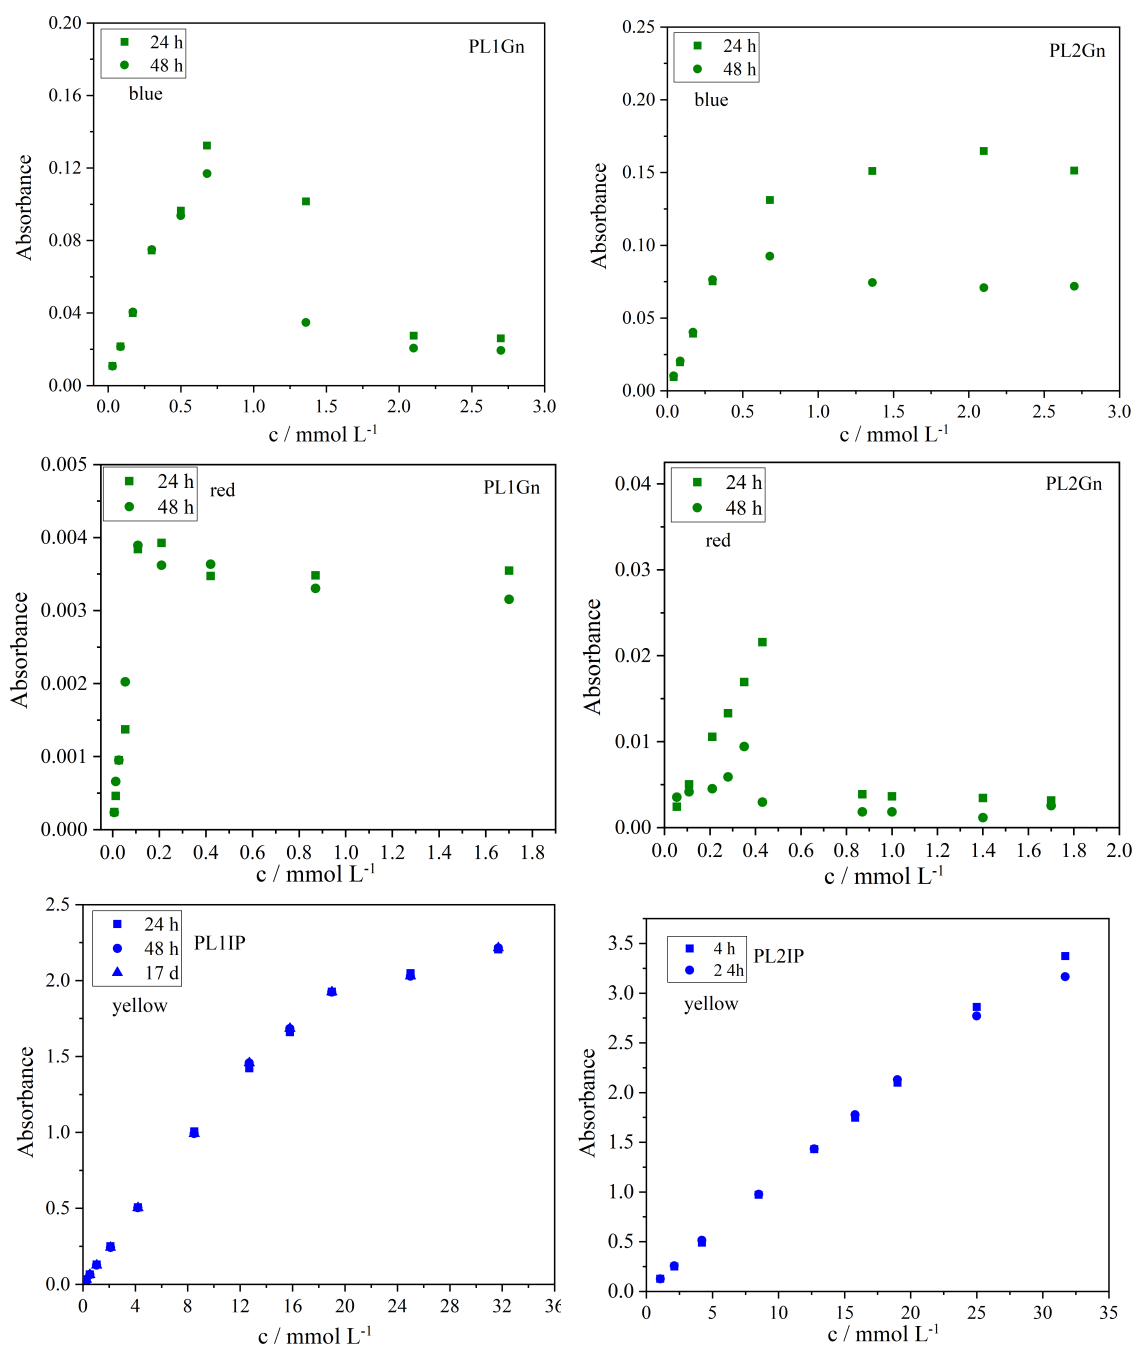 0.20
0.16
0.12
0.08
0.04
0.00
Absorbance
24 h
48 h
blue
PL1Gn
0.0 0.5 1.0 1.5 2.0 2.5 3.0
c / mmol L⁻¹
0.25
0.20
0.15
0.10
0.05
0.00
Absorbance
24 h
48 h
blue
PL2Gn
0.0 0.5 1.0 1.5 2.0 2.5 3.0
c / mmol L⁻¹
0.005
0.004
0.003
0.002
0.001
0.000
Absorbance
24 h
48 h
red
PL1Gn
0.0 0.2 0.4 0.6 0.8 1.0 1.2 1.4 1.6 1.8
c / mmol L⁻¹
0.04
0.03
0.02
0.01
0.00
Absorbance
24 h
48 h
red
PL2Gn
0.0 0.2 0.4 0.6 0.8 1.0 1.2 1.4 1.6 1.8 2.0
c / mmol L⁻¹
2.5
2.0
1.5
1.0
0.5
0.0
Absorbance
24 h
48 h
17 d
PL1IP
yellow
0 4 8 12 16 20 24 28 32 36
c / mmol L⁻¹
3.5
3.0
2.5
2.0
1.5
1.0
0.5
0.0
Absorbance
4 h
2 4h
PL2IP
yellow
0 5 10 15 20 25 30 35
c / mmol L⁻¹